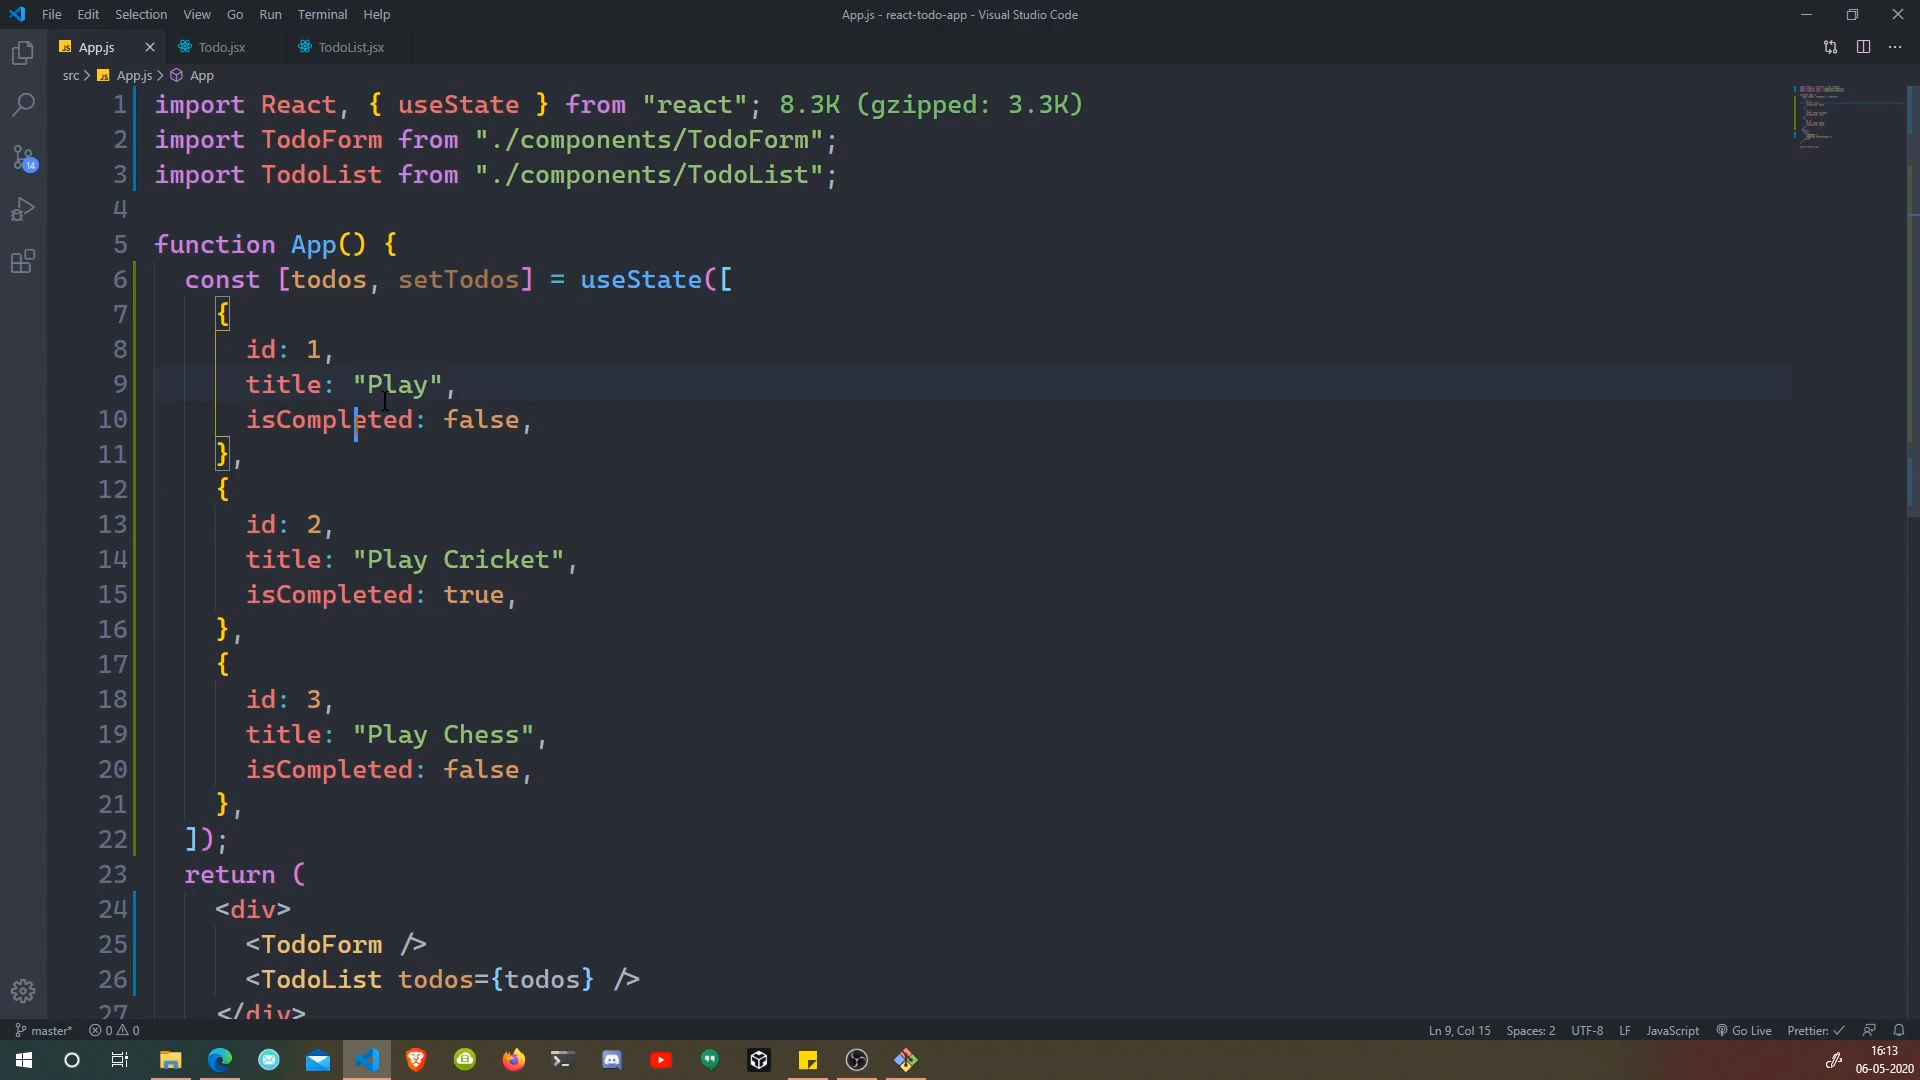 File Edit Selection View Go Run Terminal Help
App.js - react-todo-app - Visual Studio Code
JS App.js Todo.jsx TodoList.jsx
src > JS App.js > App
1 import React, { useState } from "react"; 8.3K (gzipped: 3.3K)
2 import TodoForm from "./components/TodoForm";
3 import TodoList from "./components/TodoList";
4
5 function App() {
6 const [todos, setTodos] = useState([
7 {
8 id: 1,
9 title: "Play",
10 isCompleted: false,
11 },
12 {
13 id: 2,
14 title: "Play Cricket",
15 isCompleted: true,
16 },
17 {
18 id: 3,
19 title: "Play Chess",
20 isCompleted: false,
21 },
22 ]);
23 return (
24 <div>
25 <TodoForm />
26 <TodoList todos={todos} />
27 </div>
14
master* 0 0
Ln 9, Col 15 Spaces: 2 UTF-8 LF JavaScript Go Live Prettier: ✓
16:13
06-05-2020